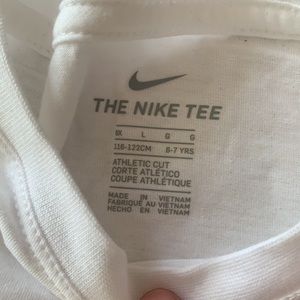 THE NIKE TEE
6X L G G
116-122CM 6-7 YRS
ATHLETIC CUT
CORTE ATLÉTICO
COUPE ATHLÉTIQUE
MADE IN VIETNAM
FABRIQUÉ AU VIETNAM
HECHO EN VIETNAM